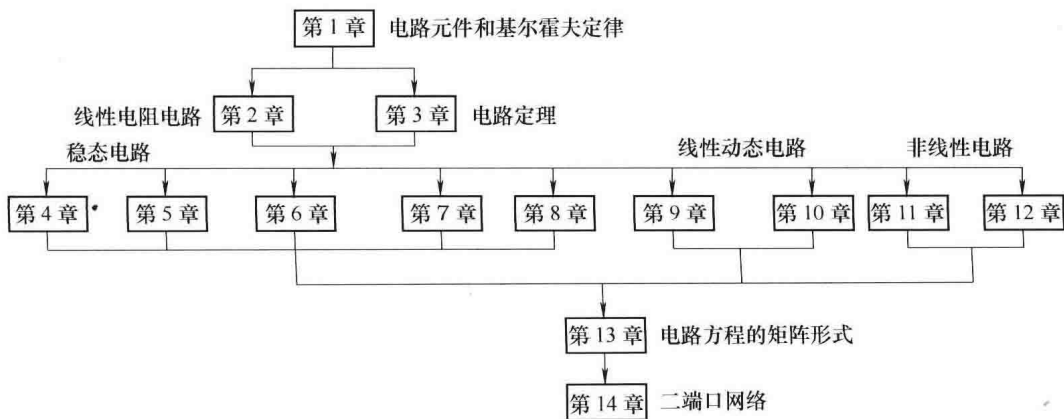 第1章 电路元件和基尔霍夫定律
线性电阻电路 第2章 第3章 电路定理
稳态电路 线性动态电路 非线性电路
第4章 第5章 第6章 第7章 第8章 第9章 第10章 第11章 第12章
第13章 电路方程的矩阵形式
第14章 二端口网络